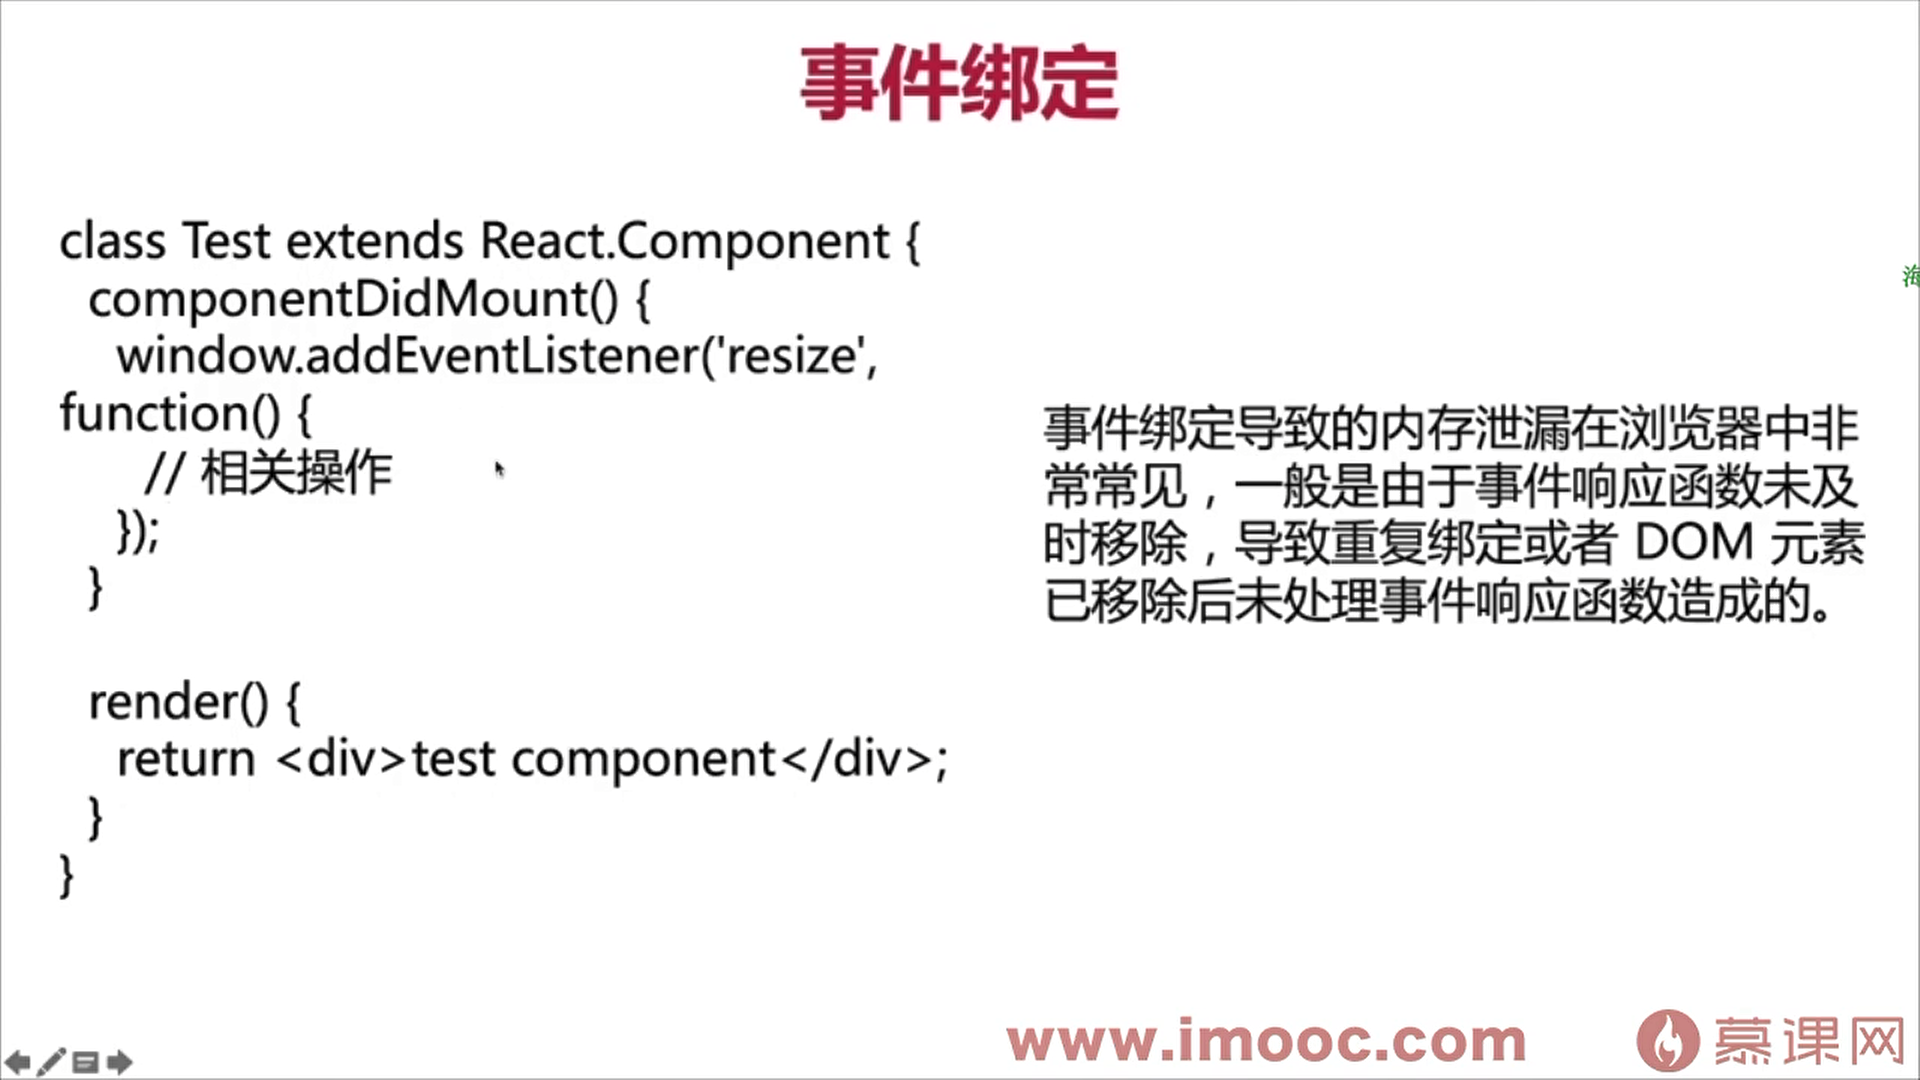 事件绑定
class Test extends React.Component {
componentDidMount() {
window.addEventListener('resize',
function() {
// 相关操作
});
}
render() {
return <div>test component</div>;
}
}
事件绑定导致的内存泄漏在浏览器中非
常常见，一般是由于事件响应函数未及
时移除，导致重复绑定或者 DOM 元素
已移除后未处理事件响应函数造成的。
www.imooc.com
慕课网